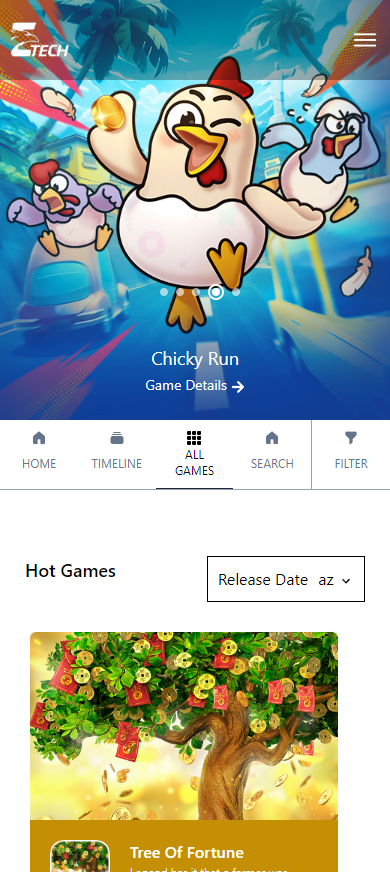 TECH
Chicky Run
Game Details
HOME
TIMELINE
ALL
GAMES
SEARCH
FILTER
Hot Games
Release Date az
Tree Of Fortune